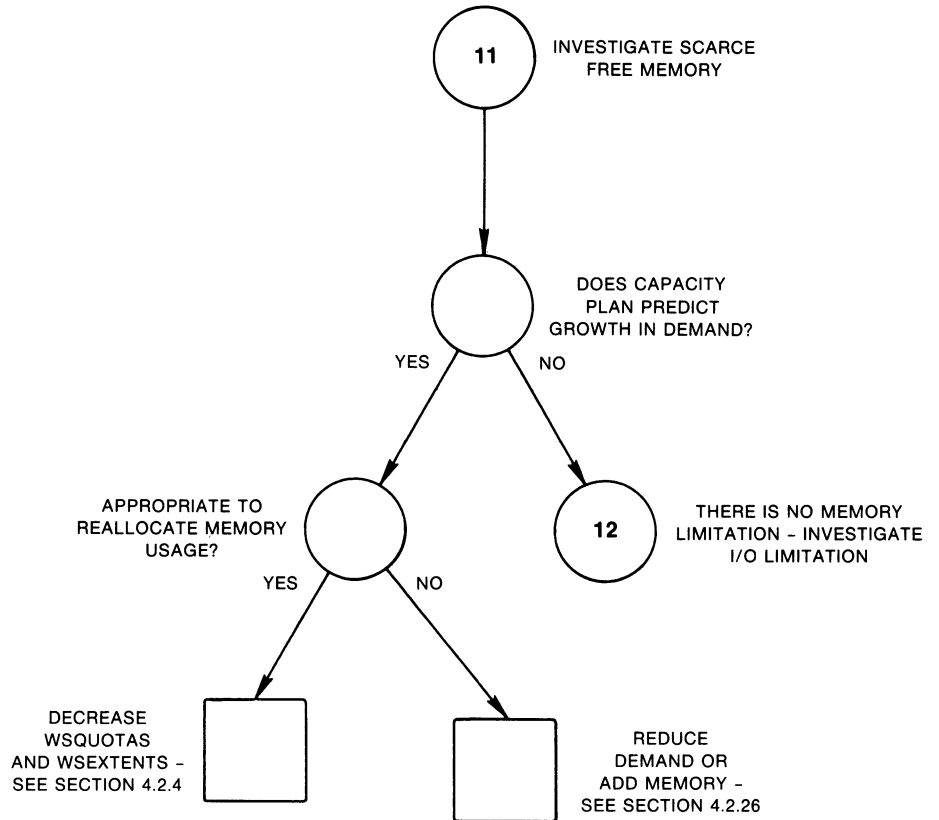 11
INVESTIGATE SCARCE
FREE MEMORY
DOES CAPACITY
PLAN PREDICT
GROWTH IN DEMAND?
YES
NO
APPROPRIATE TO
REALLOCATE MEMORY
USAGE?
12
THERE IS NO MEMORY
LIMITATION – INVESTIGATE
I/O LIMITATION
YES
NO
DECREASE
WSQUOTAS
AND WSEXTENTS –
SEE SECTION 4.2.4
REDUCE
DEMAND OR
ADD MEMORY –
SEE SECTION 4.2.26